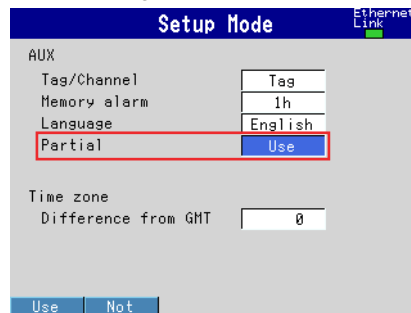 Setup Mode
Ethernet
Link
AUX
Tag/Channel Tag
Memory alarm 1h
Language English
Partial Use
Time zone
Difference from GMT 0
Use Not